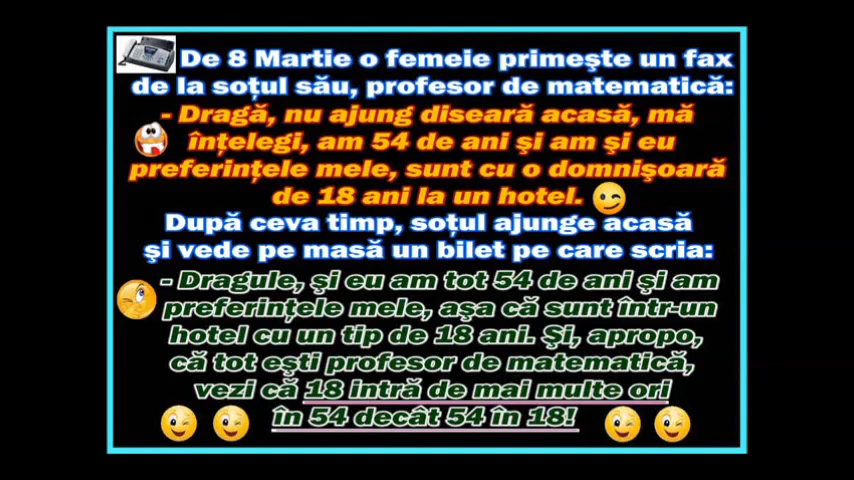 De 8 Martie o femeie primeşte un fax
de la soţul său, profesor de matematică:
- Dragă, nu ajung diseară acasă, mă
înţelegi, am 54 de ani şi am şi eu
preferinţele mele, sunt cu o domnişoară
de 18 ani la un hotel.
După ceva timp, soţul ajunge acasă
şi vede pe masă un bilet pe care scria:
- Dragule, şi eu am tot 54 de ani şi am
preferinţele mele, aşa că sunt într-un
hotel cu un tip de 18 ani. Şi, apropo,
că tot eşti profesor de matematică,
vezi că 18 intră de mai multe ori
în 54 decât 54 în 18!